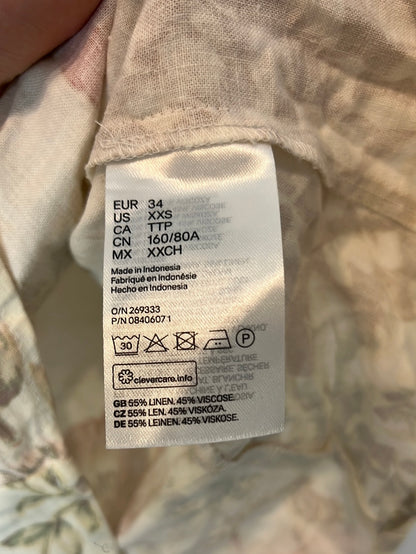 EUR 34
US XXS
CA TTP
CN 160/80A
MX XXCH
Made in Indonesia
Fabriqué en Indonésie
Hecho en Indonesia
O/N 269333
P/N 08406071
30 P
clevercare.info
GB 55% LINEN. 45% VISCOSE.
CZ 55% LEN. 45% VISKÓZA.
DE 55% LEINEN. 45% VISKOSE.